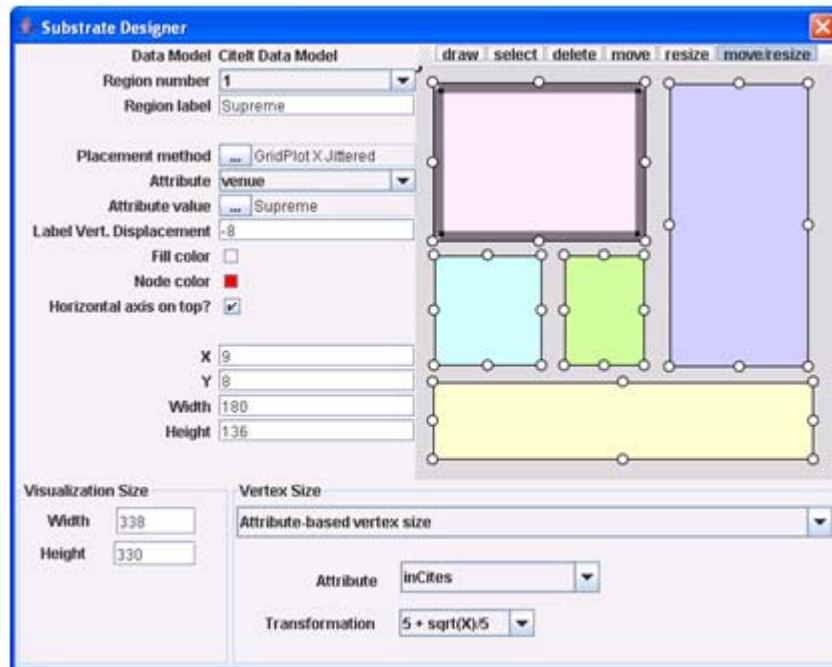 Substrate Designer
Data Model CiteIt Data Model
draw select delete move resize move/resize
Region number 1
Region label Supreme
Placement method ... GridPlot X Jittered
Attribute venue
Attribute value ... Supreme
Label Vert. Displacement -8
Fill color
Node color
Horizontal axis on top?
X 9
Y 8
Width 180
Height 136
Visualization Size
Width 338
Height 330
Vertex Size
Attribute-based vertex size
Attribute inCites
Transformation 5 + sqrt(X)/5